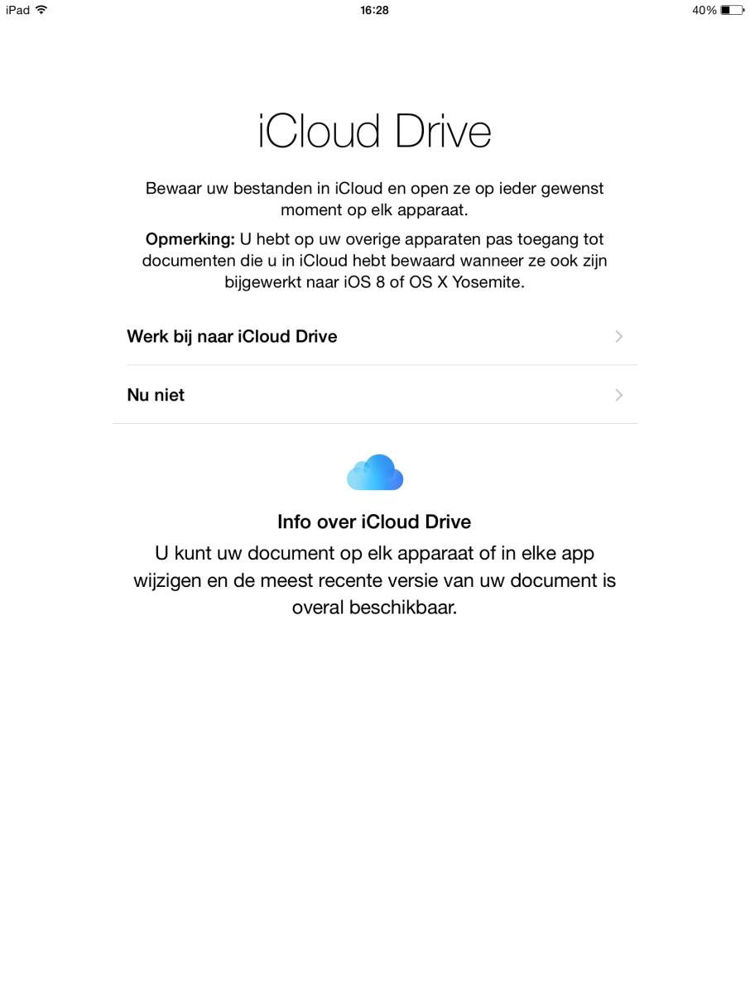 iPad 16:28 40%
iCloud Drive
Bewaar uw bestanden in iCloud en open ze op ieder gewenst
moment op elk apparaat.
Opmerking: U hebt op uw overige apparaten pas toegang tot
documenten die u in iCloud hebt bewaard wanneer ze ook zijn
bijgewerkt naar iOS 8 of OS X Yosemite.
Werk bij naar iCloud Drive
Nu niet
Info over iCloud Drive
U kunt uw document op elk apparaat of in elke app
wijzigen en de meest recente versie van uw document is
overal beschikbaar.